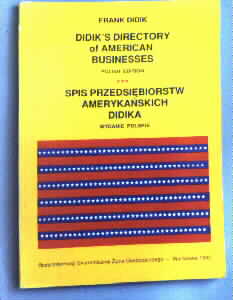 FRANK DIDIK
DIDIK'S DIRECTORY
of AMERICAN
BUSINESSES
POLISH EDITION
***
SPIS PRZEDSIĘBIORSTW
AMERYKAŃSKICH
DIDIKA
WYDANIE POLSKIE